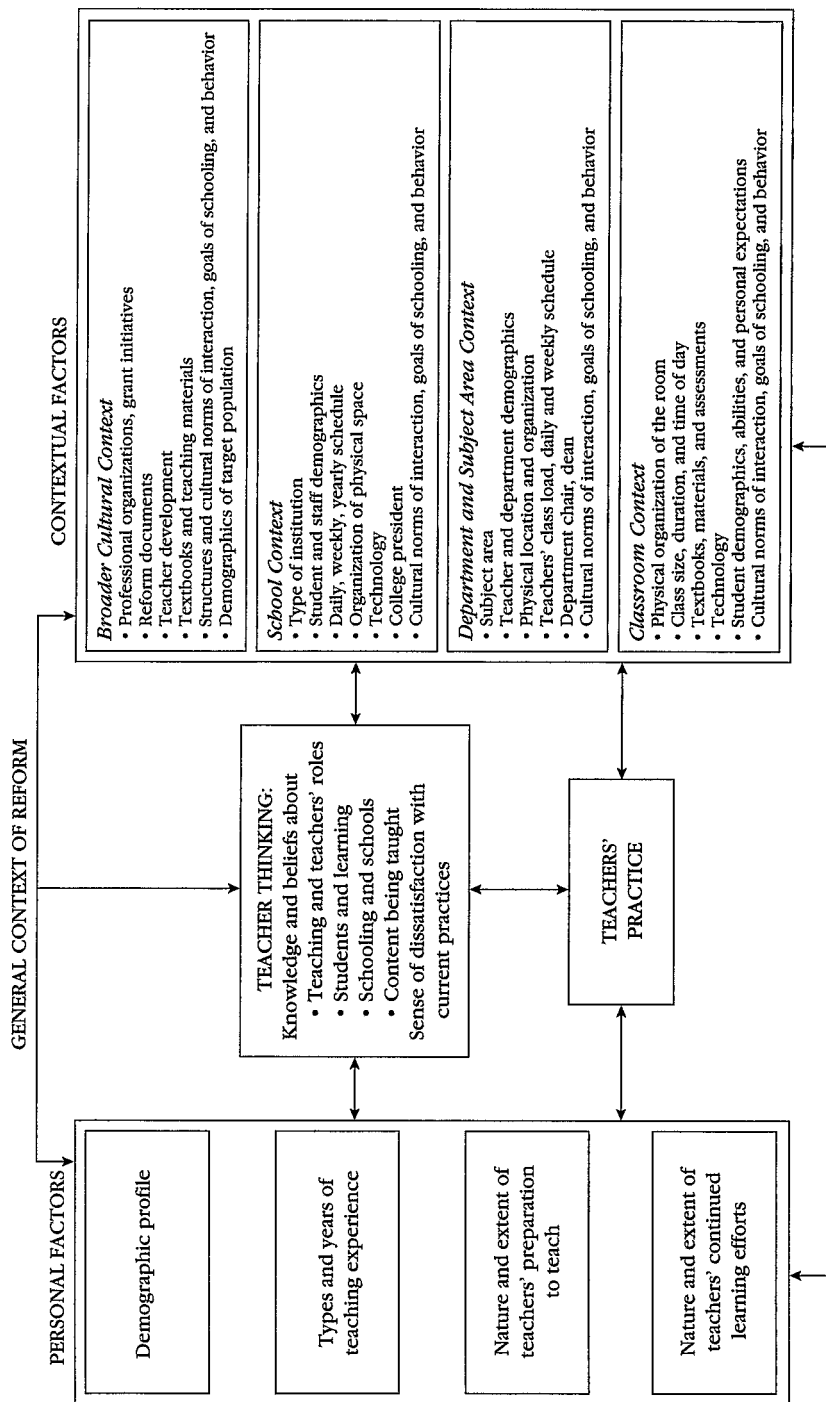 GENERAL CONTEXT OF REFORM
PERSONAL FACTORS
Demographic profile
Types and years of
teaching experience
Nature and extent of
teachers’ preparation
to teach
Nature and extent of
teachers’ continued
learning efforts
TEACHER THINKING:
Knowledge and beliefs about
• Teaching and teachers’ roles
• Students and learning
• Schooling and schools
• Content being taught
Sense of dissatisfaction with
current practices
TEACHERS’
PRACTICE
CONTEXTUAL FACTORS
Broader Cultural Context
• Professional organizations, grant initiatives
• Reform documents
• Teacher development
• Textbooks and teaching materials
• Structures and cultural norms of interaction, goals of schooling, and behavior
• Demographics of target population
School Context
• Type of institution
• Student and staff demographics
• Daily, weekly, yearly schedule
• Organization of physical space
• Technology
• College president
• Cultural norms of interaction, goals of schooling, and behavior
Department and Subject Area Context
• Subject area
• Teacher and department demographics
• Physical location and organization
• Teachers’ class load, daily and weekly schedule
• Department chair, dean
• Cultural norms of interaction, goals of schooling, and behavior
Classroom Context
• Physical organization of the room
• Class size, duration, and time of day
• Textbooks, materials, and assessments
• Technology
• Student demographics, abilities, and personal expectations
• Cultural norms of interaction, goals of schooling, and behavior